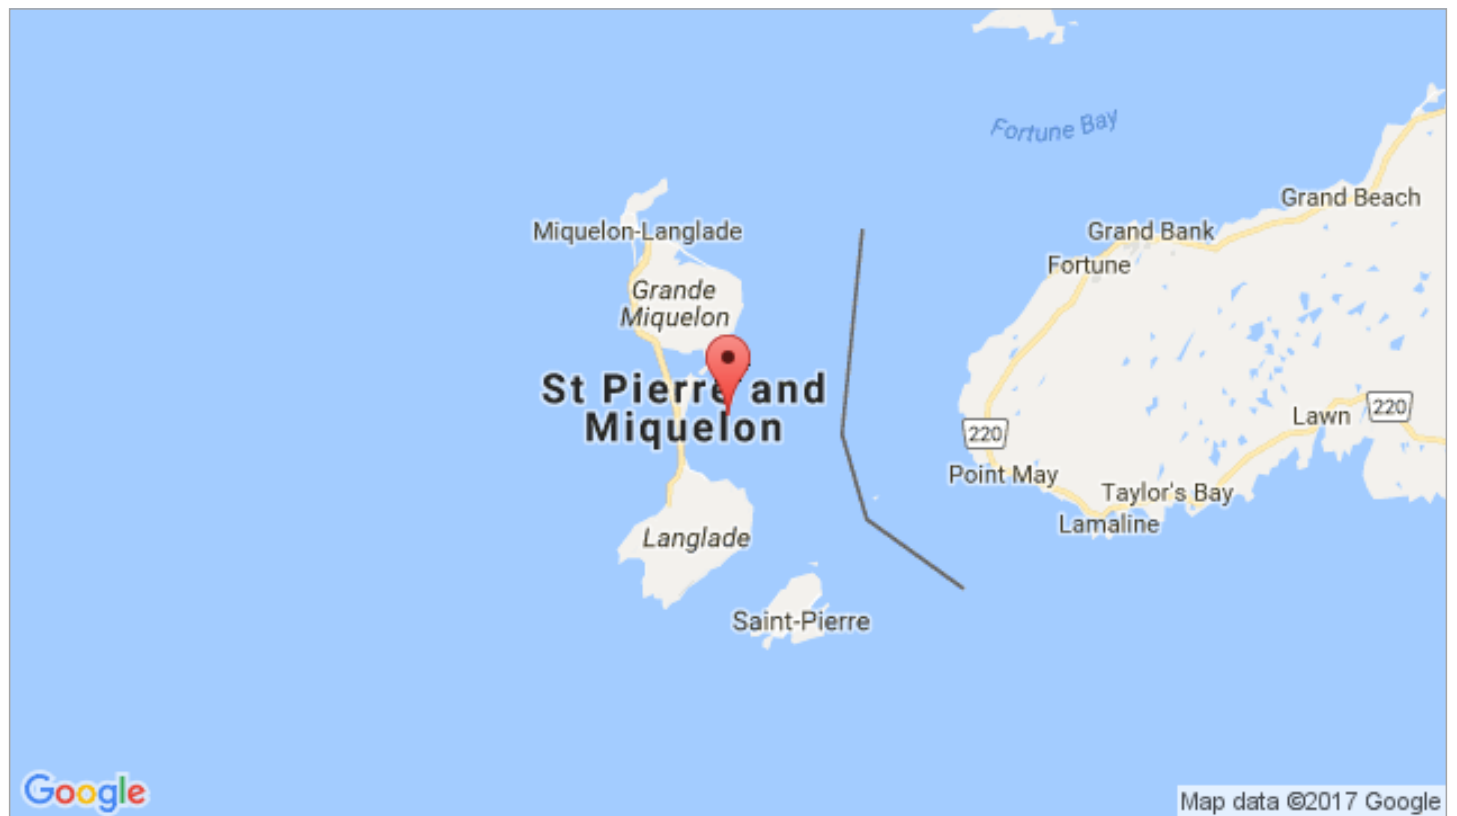 Fortune Bay
Grand Beach
Miquelon-Langlade
Grand Bank
Fortune
Grande
Miquelon
St Pierre and
Miquelon
220
Lawn
220
Point May
Taylor's Bay
Lamaline
Langlade
Saint-Pierre
Google
Map data ©2017 Google